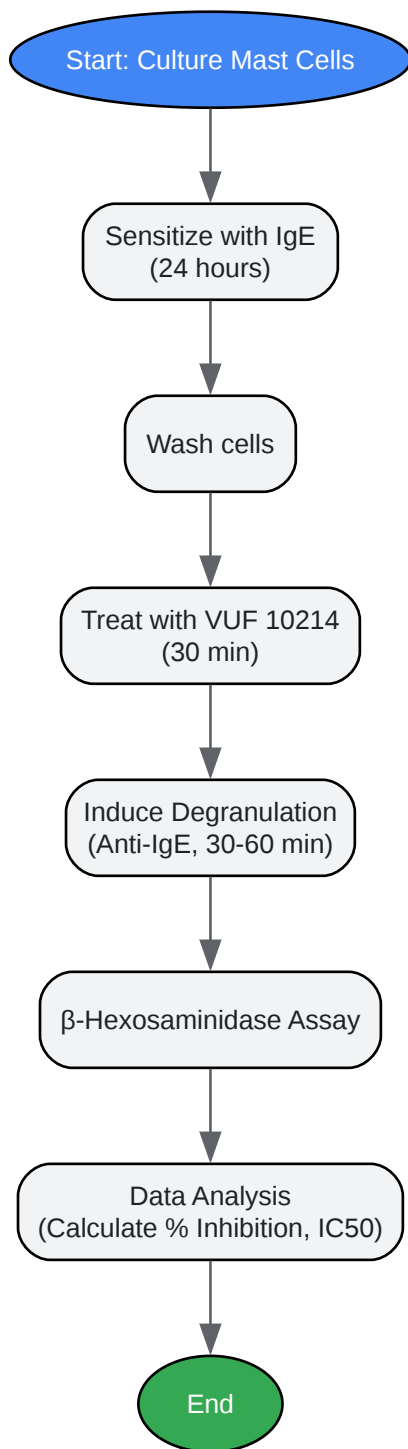 Start: Culture Mast Cells
Sensitize with IgE
(24 hours)
Wash cells
Treat with VUF 10214
(30 min)
Induce Degranulation
(Anti-IgE, 30-60 min)
β-Hexosaminidase Assay
Data Analysis
(Calculate % Inhibition, IC50)
End